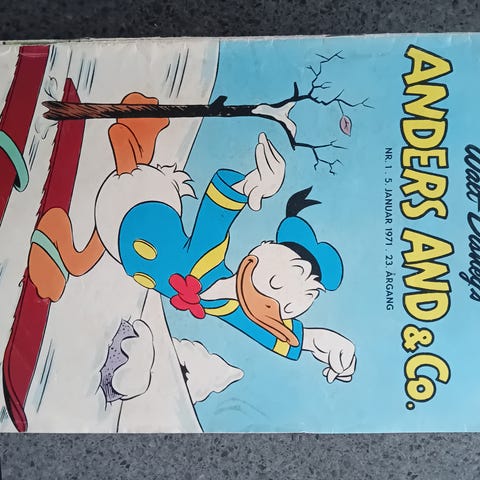 Walt Disney's
ANDERS AND & Co.
NR. 1 . 5. JANUAR 1971 . 23. ÅRGANG